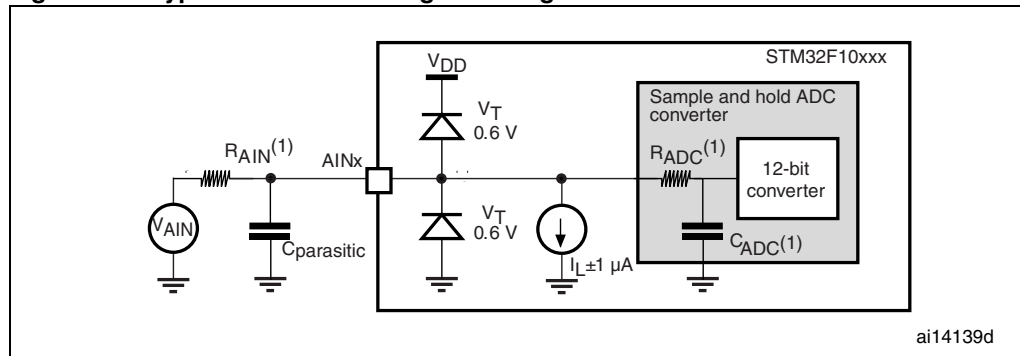 STM32F10xxx
VDD
Sample and hold ADC
converter
VT
0.6 V
RAIN(1)
AINx
RADC(1)
12-bit
converter
VAIN
Cparasitic
VT
0.6 V
IL±1 µA
CADC(1)
ai14139d